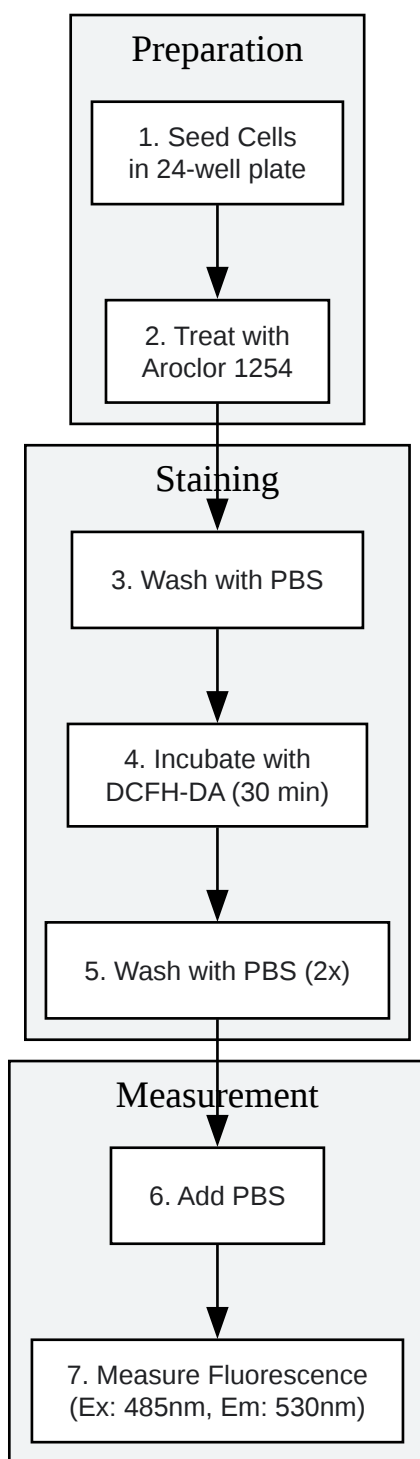 Preparation
1. Seed Cells
in 24-well plate
2. Treat with
Aroclor 1254
Staining
3. Wash with PBS
4. Incubate with
DCFH-DA (30 min)
5. Wash with PBS (2x)
Measurement
6. Add PBS
7. Measure Fluorescence
(Ex: 485nm, Em: 530nm)